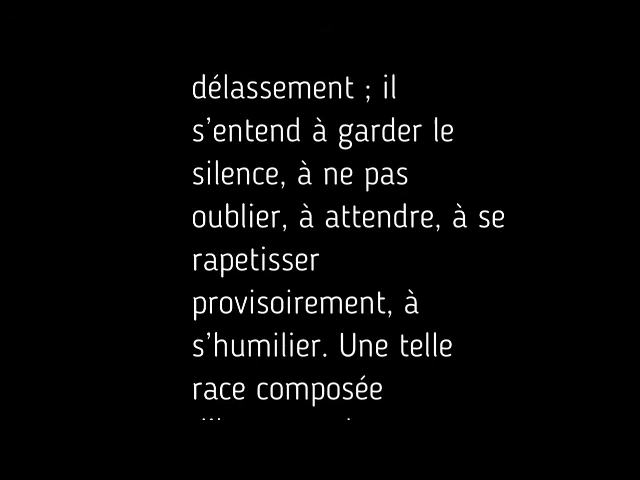 délassement ; il
s’entend à garder le
silence, à ne pas
oublier, à attendre, à se
rapetisser
provisoirement, à
s’humilier. Une telle
race composée